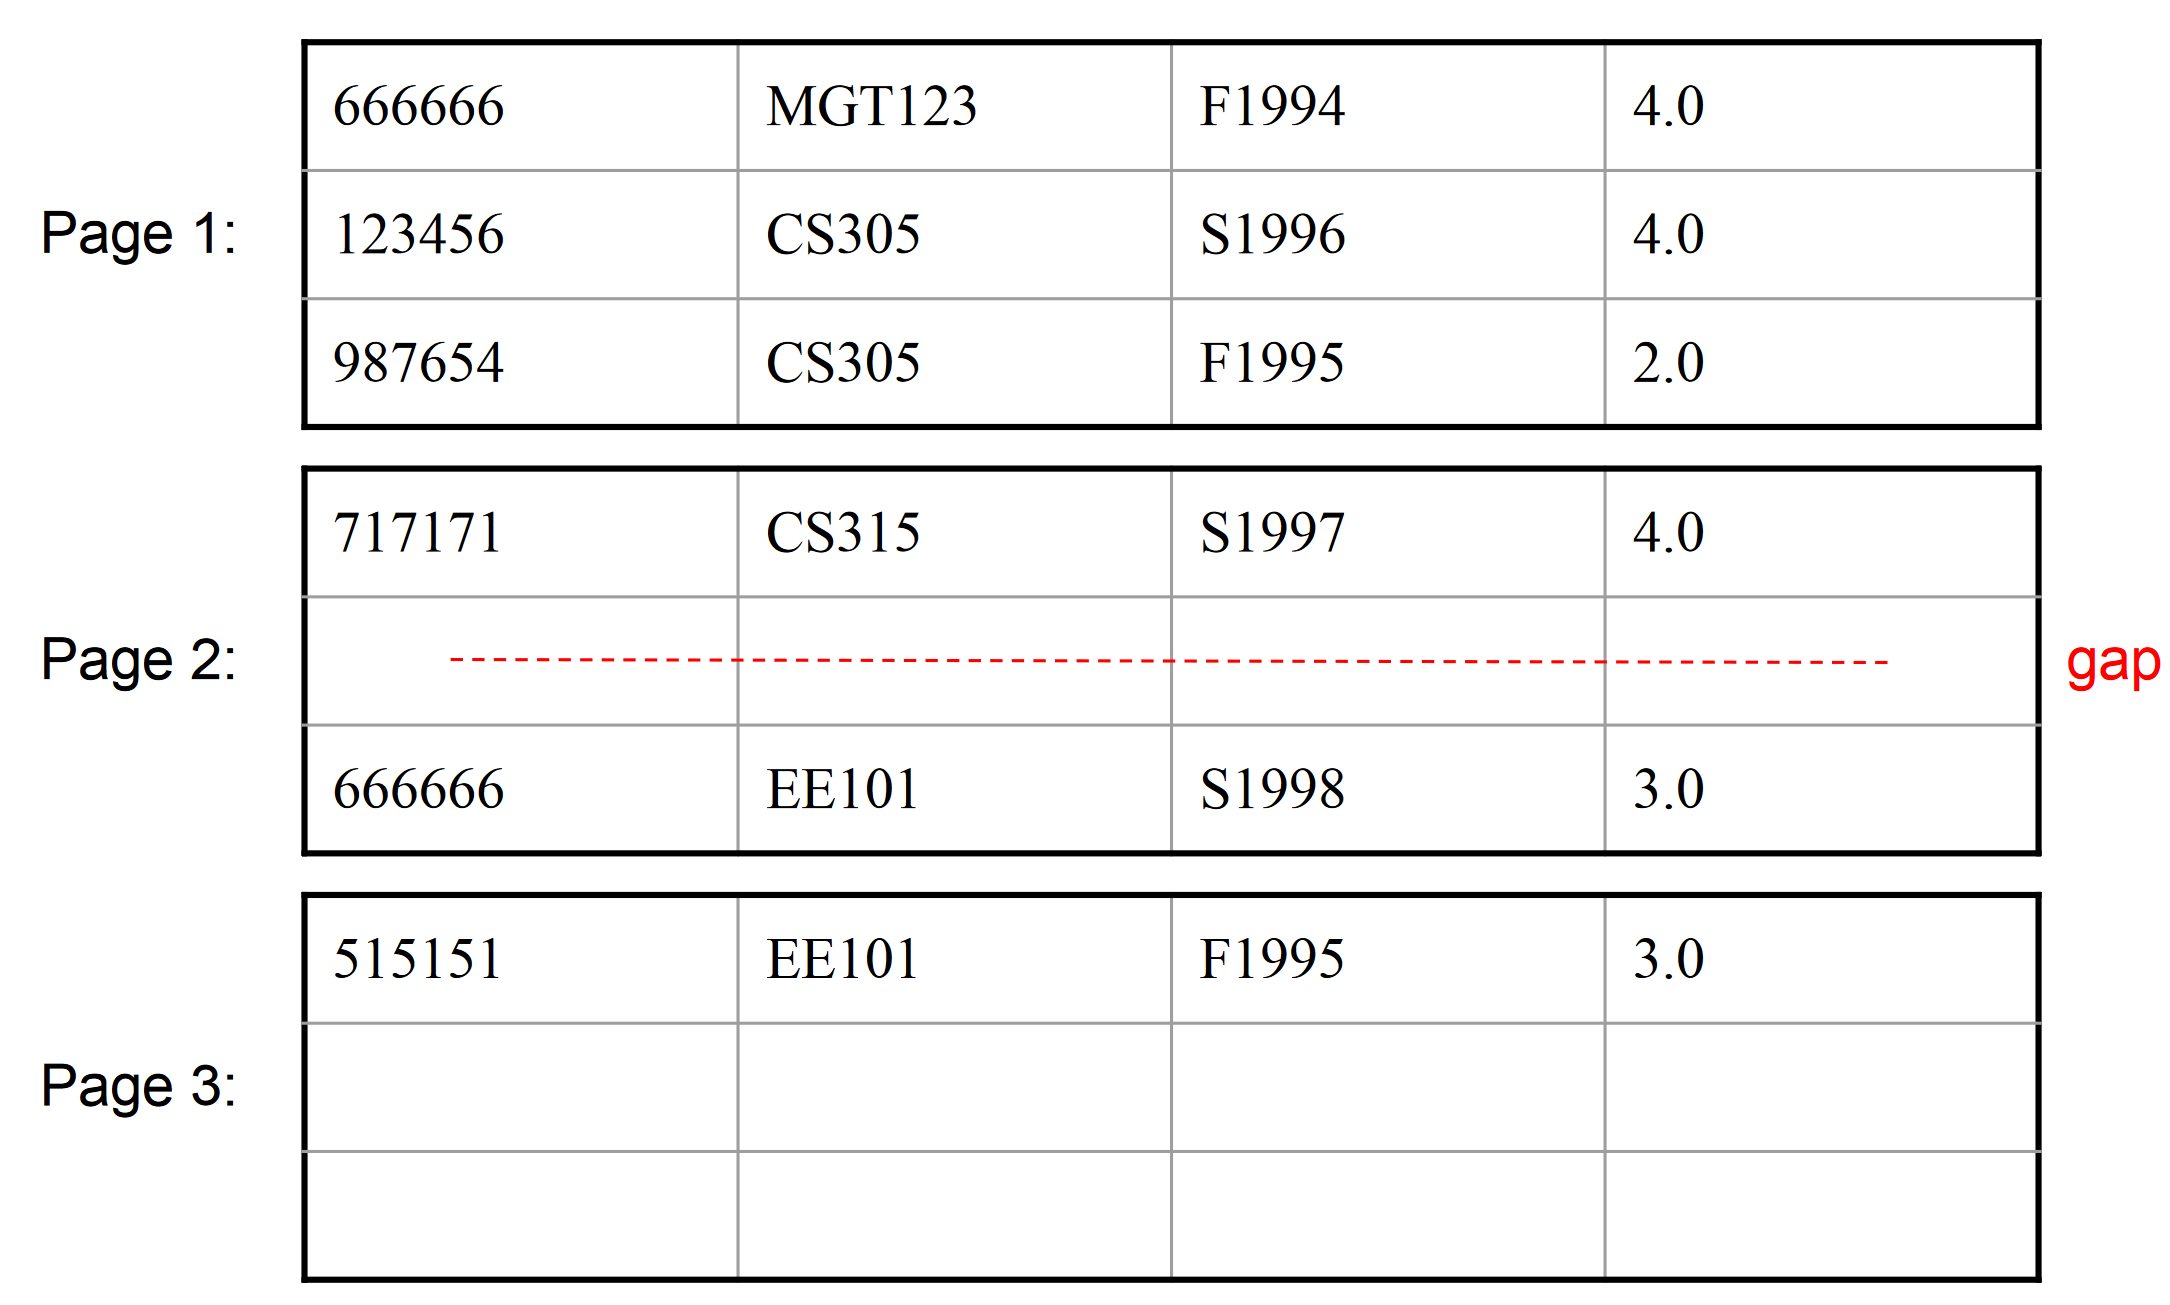 666666 MGT123 F1994 4.0
Page 1: 123456 CS305 S1996 4.0
987654 CS305 F1995 2.0
717171 CS315 S1997 4.0
Page 2: gap
666666 EE101 S1998 3.0
515151 EE101 F1995 3.0
Page 3: